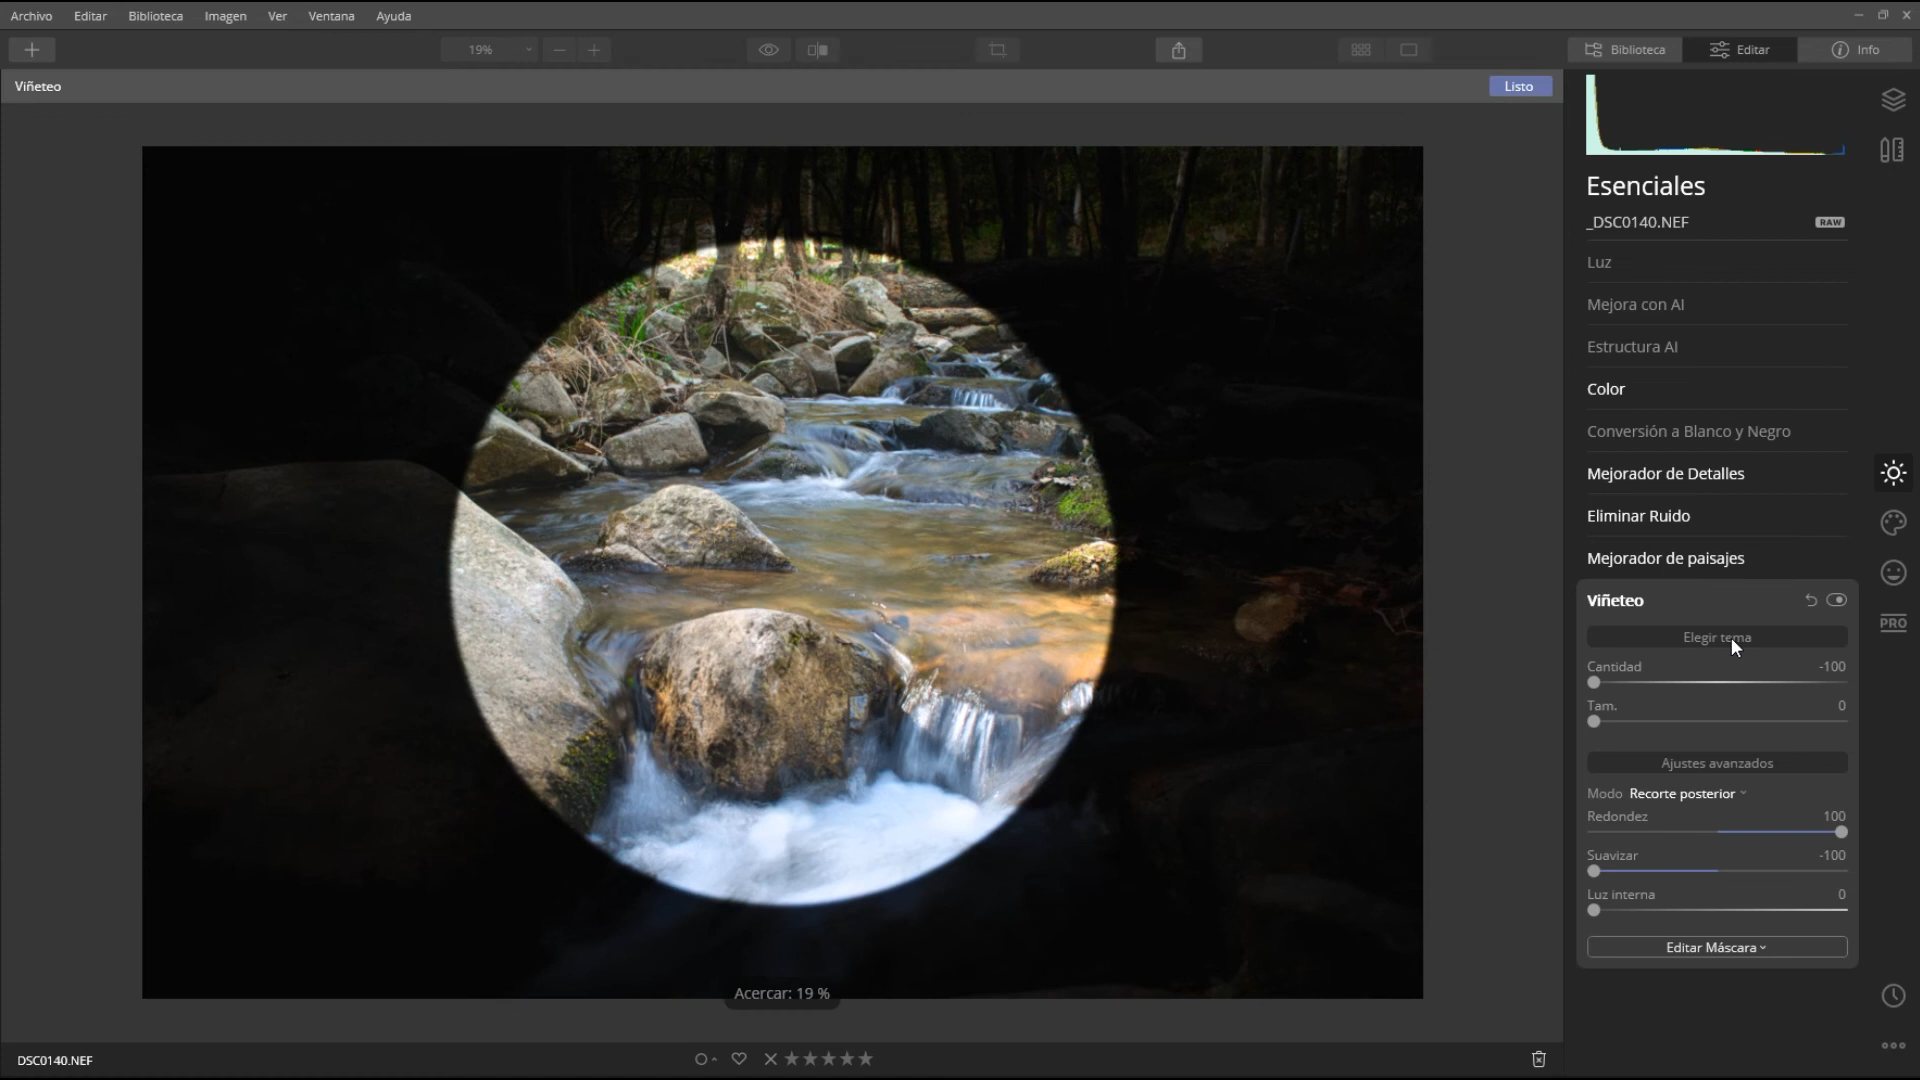 Archivo Editar Biblioteca Imagen Ver Ventana Ayuda
19%
Biblioteca Editar Info
Viñeteo
Listo
Esenciales
_DSC0140.NEF RAW
Luz
Mejora con AI
Estructura AI
Color
Conversión a Blanco y Negro
Mejorador de Detalles
Eliminar Ruido
Mejorador de paisajes
Viñeteo
Elegir tema
Cantidad -100
Tam. 0
Ajustes avanzados
Modo Recorte posterior
Redondez 100
Suavizar -100
Luz interna 0
Editar Máscara
PRO
Acercar: 19 %
DSC0140.NEF